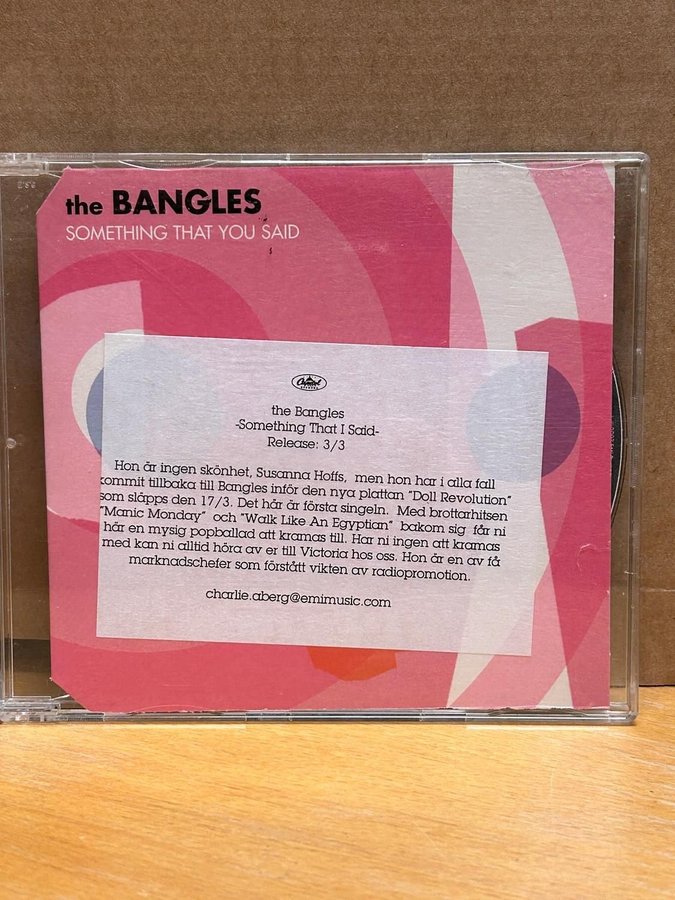 the BANGLES
SOMETHING THAT YOU SAID
Capitol
the Bangles
-Something That I Said-
Release: 3/3
Hon är ingen skönhet, Susanna Hoffs, men hon har i alla fall
kommit tillbaka till Bangles inför den nya plattan "Doll Revolution"
som släpps den 17/3. Det här är första singeln. Med brottarhitsen
"Manic Monday" och "Walk Like An Egyptian" bakom sig får ni
här en mysig popballad att kramas till. Har ni ingen att kramas
med kan ni alltid höra av er till Victoria hos oss. Hon är en av få
marknadschefer som förstått vikten av radiopromotion.
charlie.aberg@emimusic.com